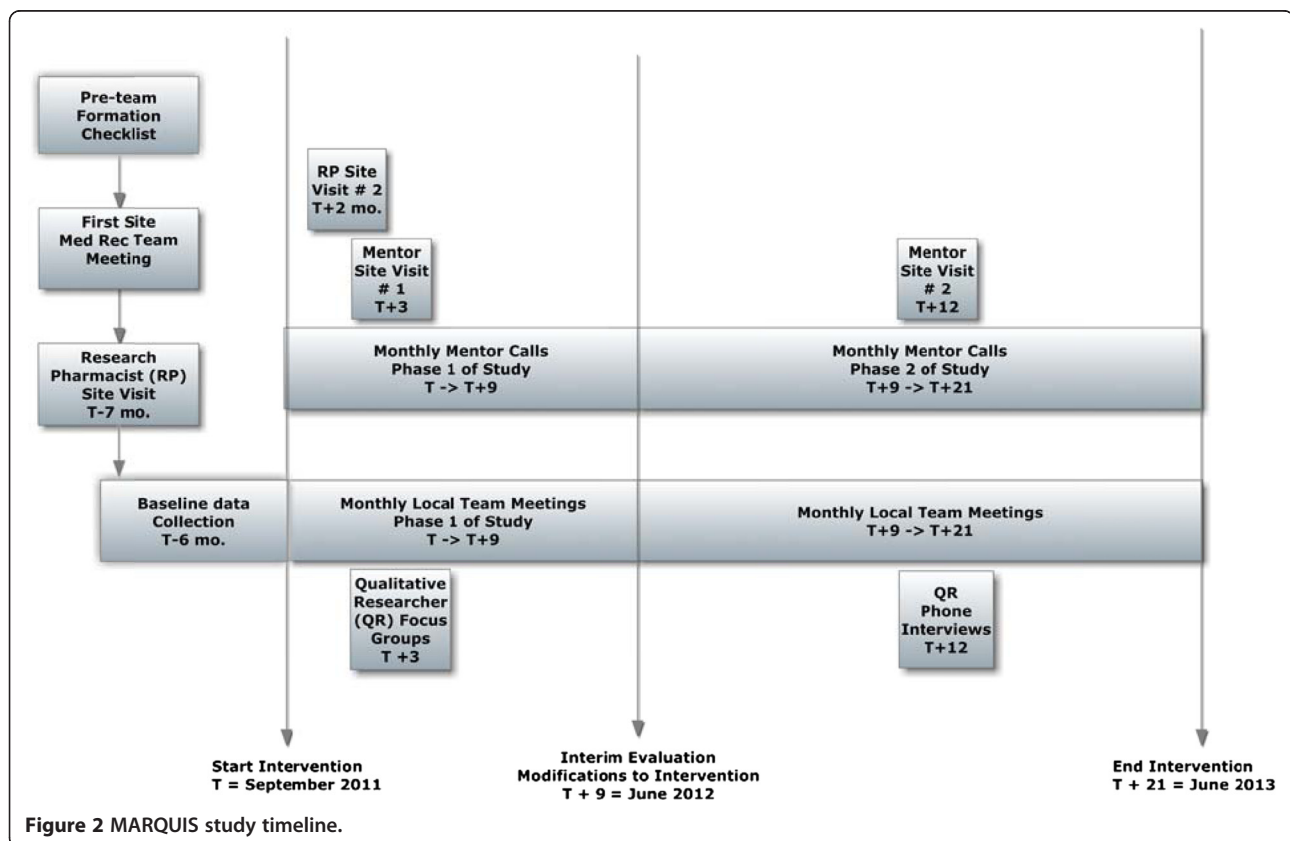 Pre-team
Formation
Checklist
First Site
Med Rec Team
Meeting
Research
Pharmacist (RP)
Site Visit
T-7 mo.
Baseline data
Collection
T-6 mo.
RP Site
Visit # 2
T+2 mo.
Mentor
Site Visit
# 1
T+3
Mentor
Site Visit
# 2
T+12
Monthly Mentor Calls
Phase 1 of Study
T -> T+9
Monthly Mentor Calls
Phase 2 of Study
T+9 -> T+21
Monthly Local Team Meetings
Phase 1 of Study
T -> T+9
Monthly Local Team Meetings
T+9 -> T+21
Qualitative
Researcher
(QR) Focus
Groups
T +3
QR
Phone
Interviews
T+12
Start Intervention
T = September 2011
Interim Evaluation
Modifications to Intervention
T + 9 = June 2012
End Intervention
T + 21 = June 2013
Figure 2 MARQUIS study timeline.